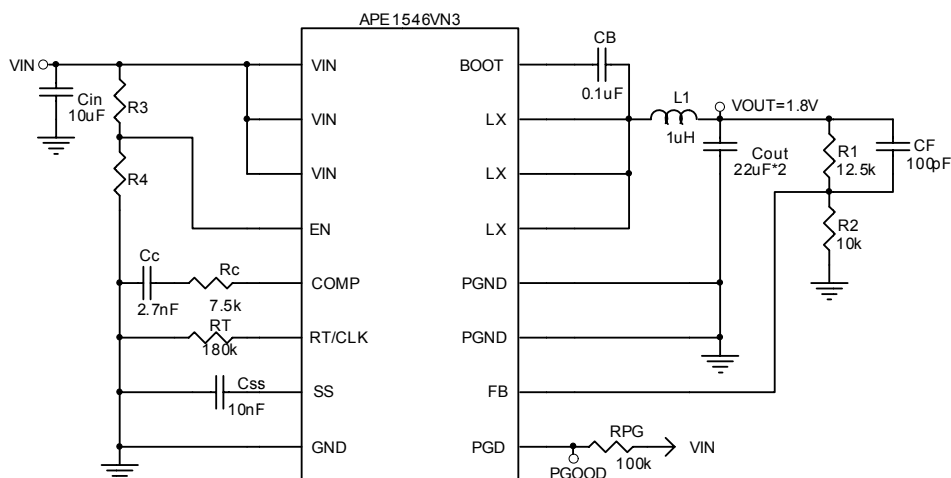 APE1546VN3
VIN
Cin
10uF
R3
R4
Cc
2.7nF
Rc
7.5k
RT
180k
Css
10nF
VIN
VIN
VIN
EN
COMP
RT/CLK
SS
GND
BOOT
LX
LX
LX
PGND
PGND
FB
PGD
CB
0.1uF
L1
1uH
VOUT=1.8V
Cout
22uF*2
R1
12.5k
CF
100pF
R2
10k
RPG
100k
VIN
PGOOD